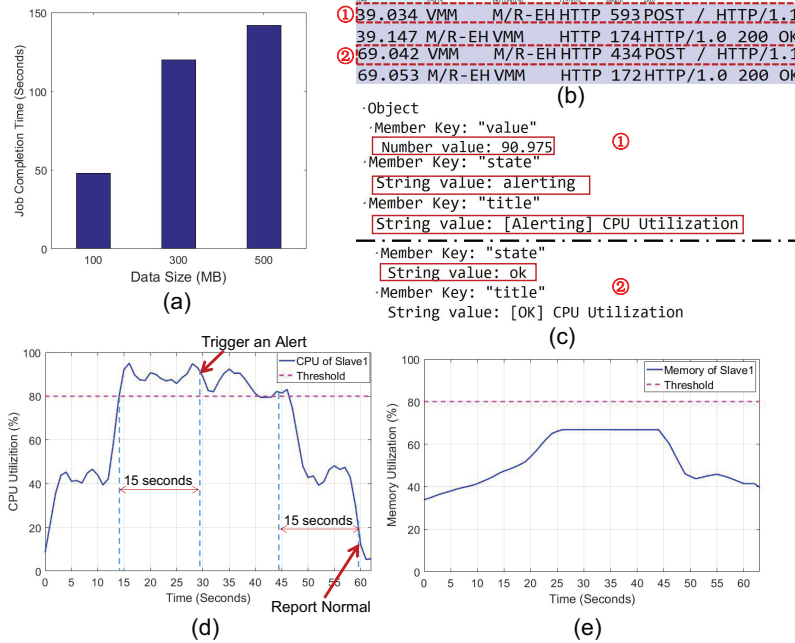 150
100
50
0
Job Completion Time (Seconds)
100 300 500
Data Size (MB)
(a)
① 39.034 VMM M/R-EH HTTP 593 POST / HTTP/1.1
39.147 M/R-EH VMM HTTP 174 HTTP/1.0 200 OK
② 69.042 VMM M/R-EH HTTP 434 POST / HTTP/1.1
69.053 M/R-EH VMM HTTP 172 HTTP/1.0 200 OK
(b)
Object
Member Key: "value"
Number value: 90.975
①
Member Key: "state"
String value: alerting
Member Key: "title"
String value: [Alerting] CPU Utilization
Member Key: "state"
String value: ok
②
Member Key: "title"
String value: [OK] CPU Utilization
(c)
Trigger an Alert
100
80
60
40
20
0
CPU Utilizition (%)
CPU of Slave1
Threshold
15 seconds
15 seconds
0 5 10 15 20 25 30 35 40 45 50 55 60
Time (Seconds)
Report Normal
(d)
100
80
60
40
20
0
Memory Utilization (%)
Memory of Slave1
Threshold
0 5 10 15 20 25 30 35 40 45 50 55 60
Time (Seconds)
(e)